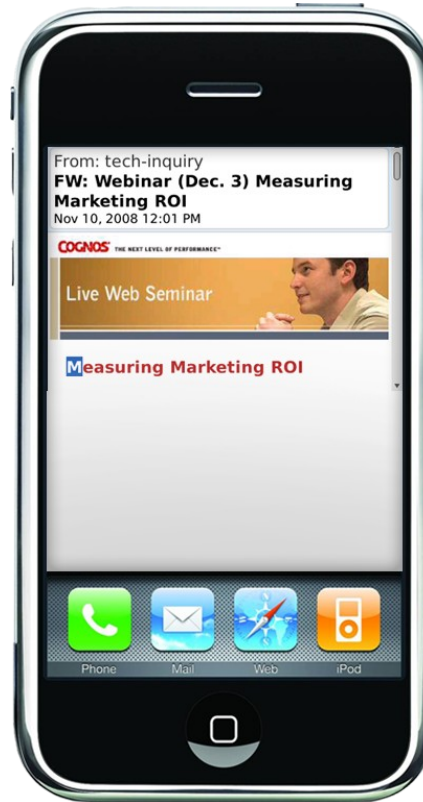 From: tech-inquiry
FW: Webinar (Dec. 3) Measuring
Marketing ROI
Nov 10, 2008 12:01 PM
COGNOS® THE NEXT LEVEL OF PERFORMANCE™
Live Web Seminar
Measuring Marketing ROI
Phone Mail Web iPod